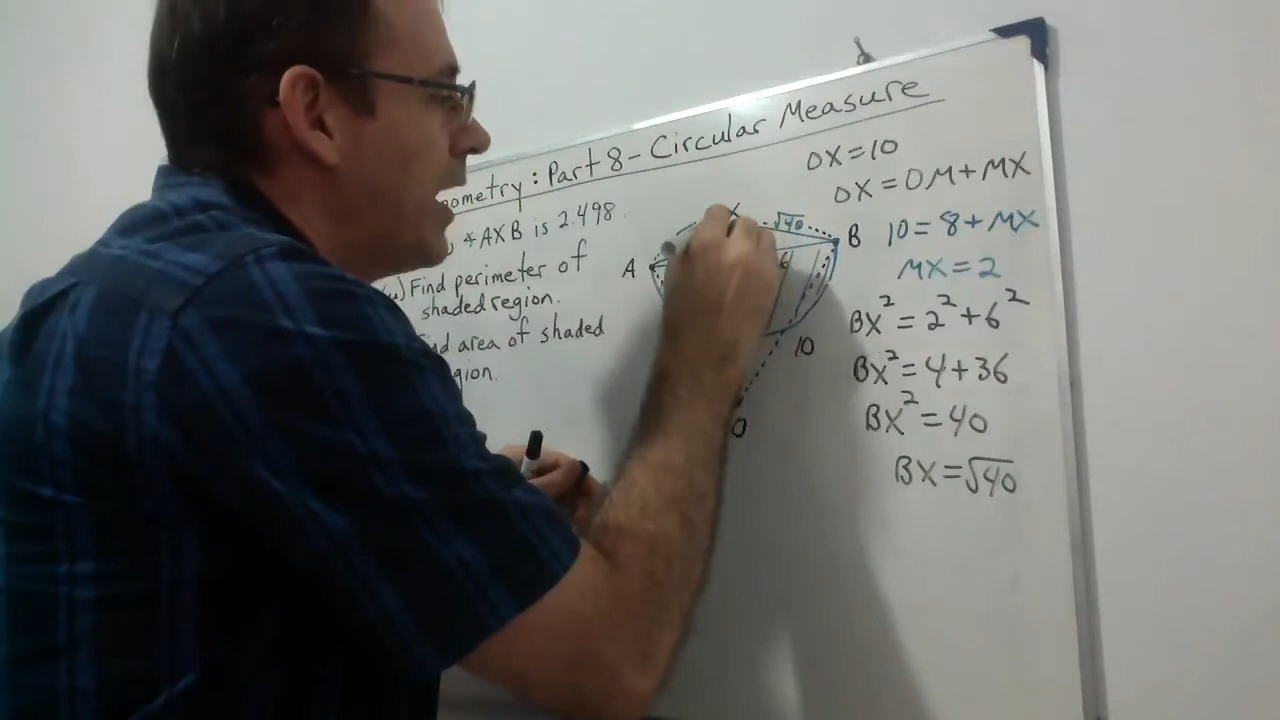 : Part 8 - Circular Measure
∡AXB is 2.498
Find perimeter of
shaded region.
area of shaded
A
X
√40
B
6
10
O
OX = 10
OX = OM + MX
10 = 8 + MX
MX = 2
BX² = 2² + 6²
BX² = 4 + 36
BX² = 40
BX = √40